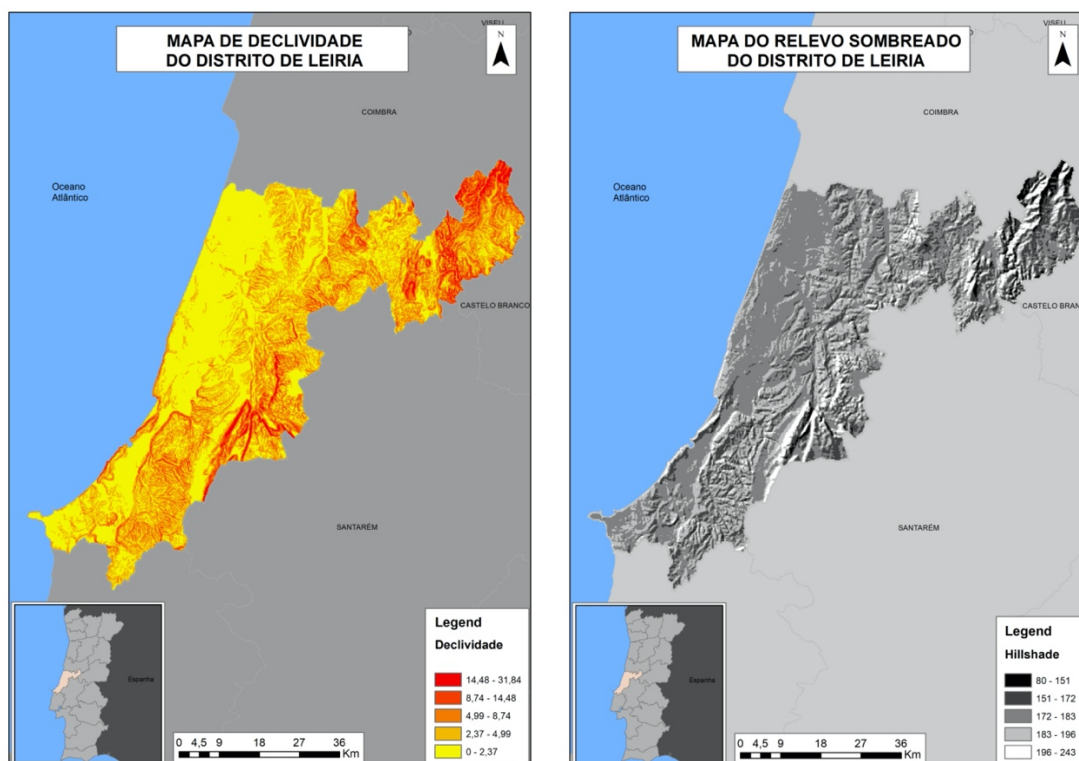 MAPA DE DECLIVIDADE
DO DISTRITO DE LEIRIA
N
VISEU
COIMBRA
Oceano
Atlântico
CASTELO BRANCO
SANTARÉM
Espanha
Legend
Declividade
14,48 - 31,84
8,74 - 14,48
4,99 - 8,74
2,37 - 4,99
0 - 2,37
0 4,5 9 18 27 36
Km
MAPA DO RELEVO SOMBREADO
DO DISTRITO DE LEIRIA
N
VISEU
COIMBRA
Oceano
Atlântico
CASTELO BRAN
SANTARÉM
Espanha
Legend
Hillshade
80 - 151
151 - 172
172 - 183
183 - 196
196 - 243
0 4,5 9 18 27 36
Km